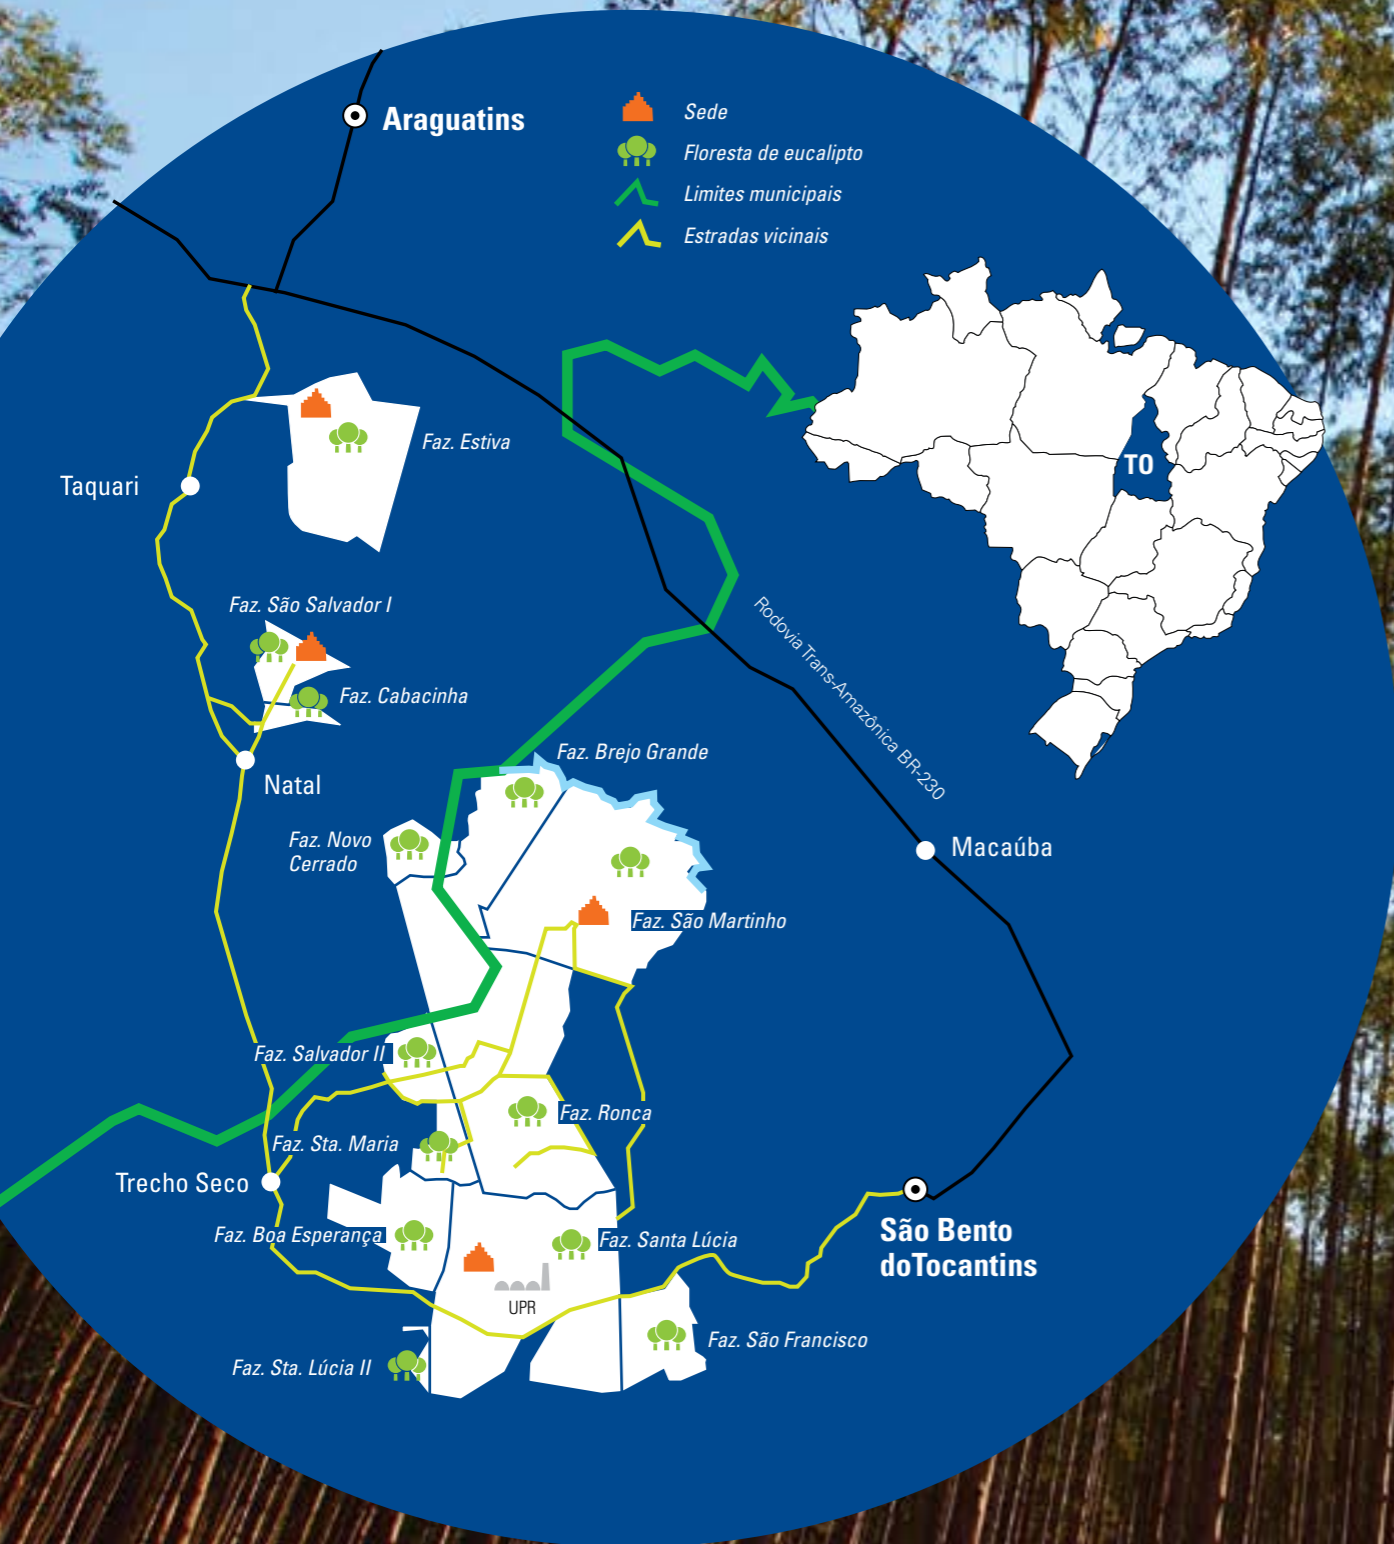 Araguatins
Sede
Floresta de eucalipto
Limites municipais
Estradas vicinais
TO
Faz. Estiva
Taquari
Faz. São Salvador I
Faz. Cabacinha
Natal
Rodovia Trans-Amazônica BR-230
Faz. Brejo Grande
Faz. Novo
Cerrado
Macaúba
Faz. São Martinho
Faz. Salvador II
Faz. Ronca
Faz. Sta. Maria
Trecho Seco
Faz. Boa Esperança
Faz. Santa Lúcia
São Bento
doTocantins
UPR
Faz. São Francisco
Faz. Sta. Lúcia II